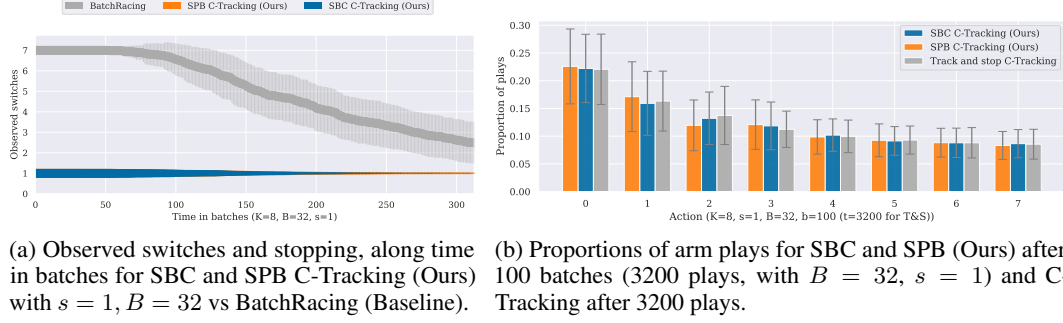 BatchRacing SPB C-Tracking (Ours) SBC C-Tracking (Ours)
7
6
5
4
3
2
1
0
Observed switches
0 50 100 150 200 250 300
Time in batches (K=8, B=32, s=1)
(a) Observed switches and stopping, along time
in batches for SBC and SPB C-Tracking (Ours)
with s = 1, B = 32 vs BatchRacing (Baseline).
0.30
0.25
0.20
0.15
0.10
0.05
0.00
Proportion of plays
SBC C-Tracking (Ours)
SPB C-Tracking (Ours)
Track and stop C-Tracking
0 1 2 3 4 5 6 7
Action (K=8, s=1, B=32, b=100 (t=3200 for T&S))
(b) Proportions of arm plays for SBC and SPB (Ours) after
100 batches (3200 plays, with B = 32, s = 1) and C-
Tracking after 3200 plays.